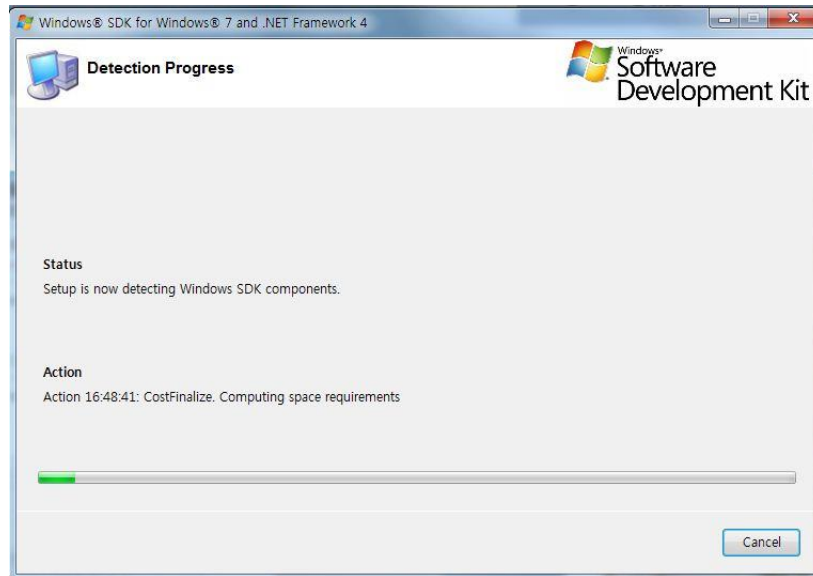 Windows® SDK for Windows® 7 and .NET Framework 4
Detection Progress
Windows®
Software
Development Kit
Status
Setup is now detecting Windows SDK components.
Action
Action 16:48:41: CostFinalize. Computing space requirements
Cancel